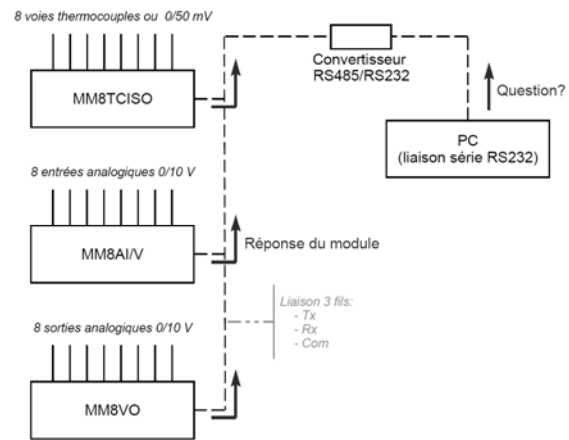 8 voies thermocouples ou 0/50 mV
MM8TCISO
Convertisseur
RS485/RS232
Question?
PC
(liaison série RS232)
8 entrées analogiques 0/10 V
MM8AI/V
Réponse du module
Liaison 3 fils:
- Tx
- Rx
- Com
8 sorties analogiques 0/10 V
MM8VO